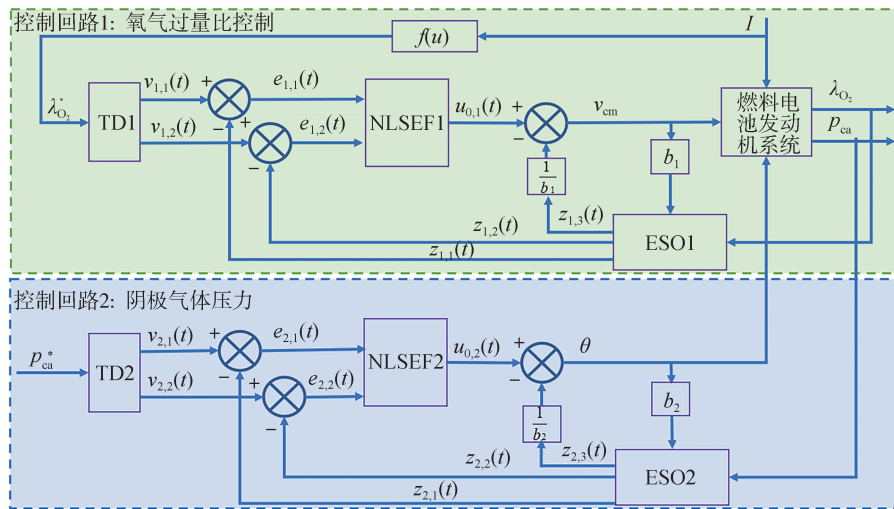 控制回路1: 氧气过量比控制
I
f(u)
λ*O₂
TD1
v₁,₁(t)
v₁,₂(t)
+
−
+
−
e₁,₁(t)
e₁,₂(t)
NLSEF1
u₀,₁(t)
+
−
v_cm
b₁
1/b₁
燃料电
池发动
机系统
λO₂
p_ca
z₁,₃(t)
z₁,₂(t)
z₁,₁(t)
ESO1
控制回路2: 阴极气体压力
p_ca*
TD2
v₂,₁(t)
v₂,₂(t)
+
−
+
−
e₂,₁(t)
e₂,₂(t)
NLSEF2
u₀,₂(t)
+
−
θ
b₂
1/b₂
z₂,₃(t)
z₂,₂(t)
z₂,₁(t)
ESO2